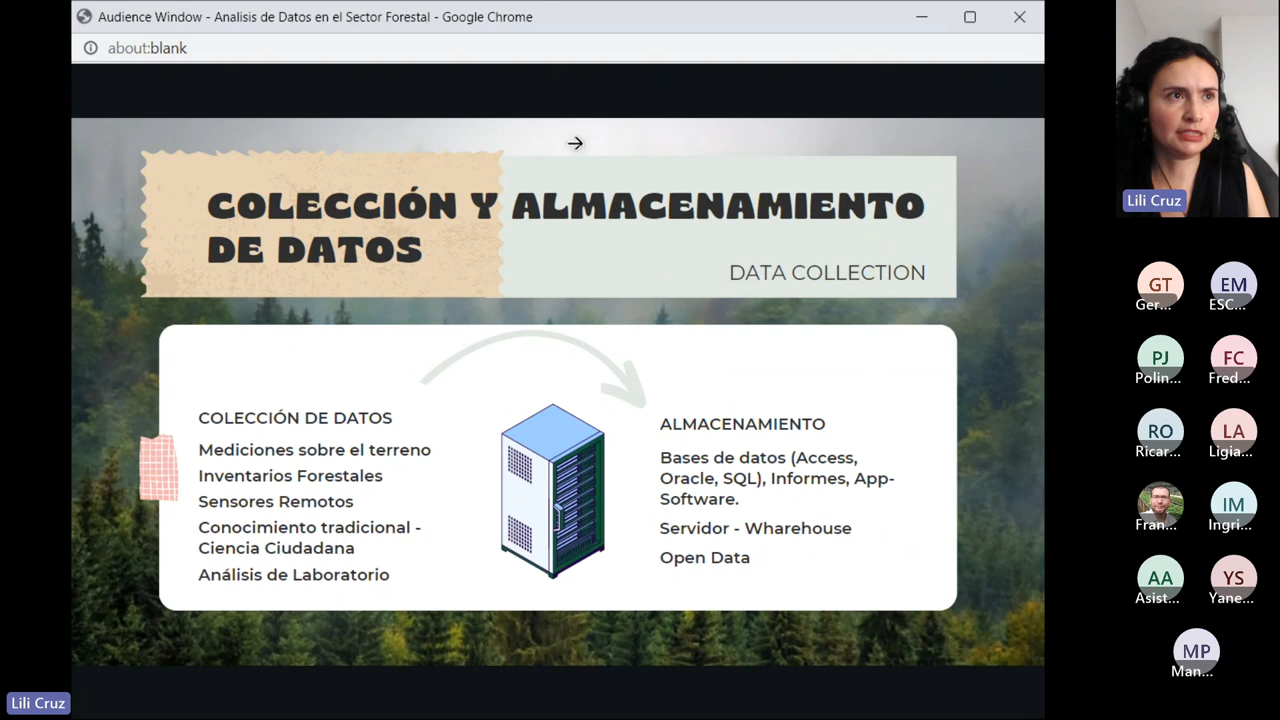 Audience Window - Analisis de Datos en el Sector Forestal - Google Chrome
about:blank
COLECCIÓN Y ALMACENAMIENTO
DE DATOS
DATA COLLECTION
COLECCIÓN DE DATOS
Mediciones sobre el terreno
Inventarios Forestales
Sensores Remotos
Conocimiento tradicional -
Ciencia Ciudadana
Análisis de Laboratorio
ALMACENAMIENTO
Bases de datos (Access,
Oracle, SQL), Informes, App-
Software.
Servidor - Wharehouse
Open Data
Lili Cruz
GT
Ger...
EM
ESC...
PJ
Polin...
FC
Fred...
RO
Ricar...
LA
Ligia...
Fran...
IM
Ingri...
AA
Asist...
YS
Yane...
MP
Man...
Lili Cruz